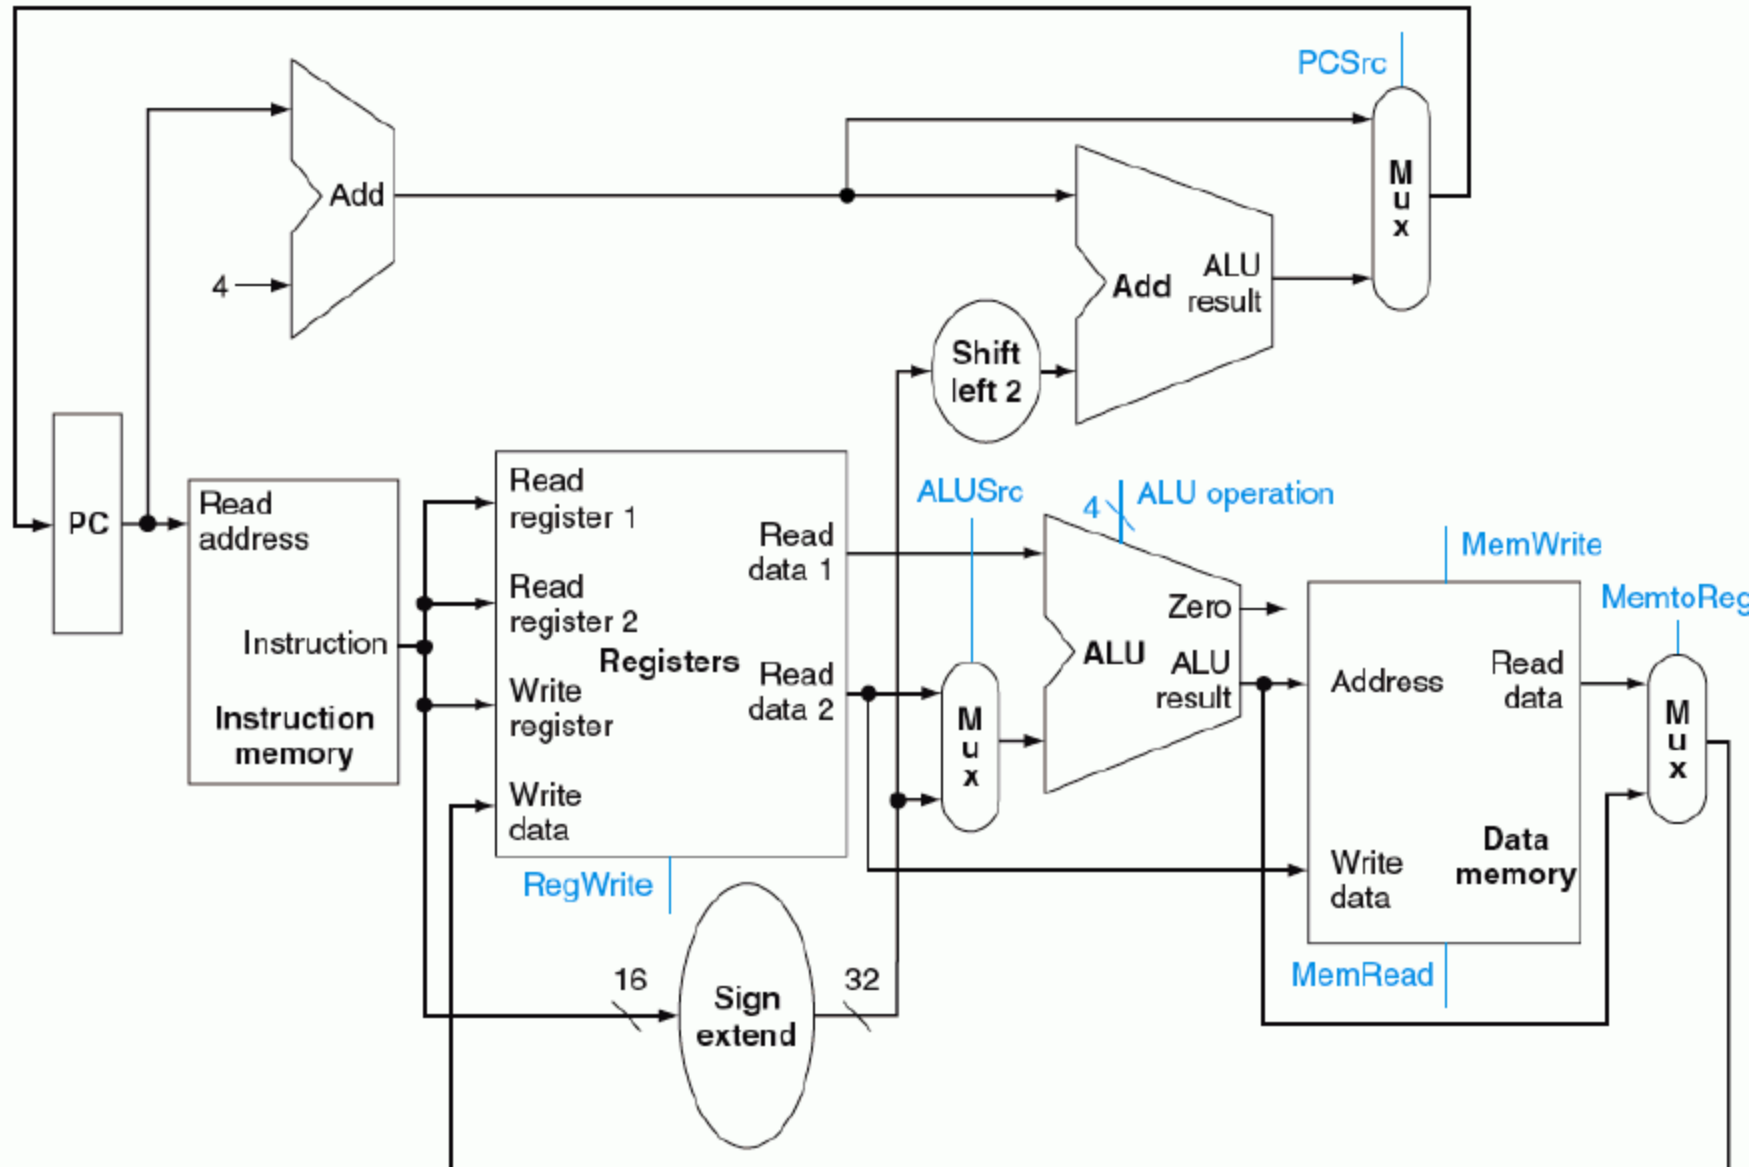 PCSrc
M
u
x
Add
4
Add
ALU
result
Shift
left 2
PC
Read
address
Instruction
Instruction
memory
Read
register 1
Read
register 2
Registers
Write
register
Write
data
Read
data 1
Read
data 2
RegWrite
16
Sign
extend
32
ALUSrc
M
u
x
4
ALU operation
Zero
ALU
ALU
result
MemWrite
Address
Read
data
Write
data
Data
memory
MemRead
MemtoReg
M
u
x